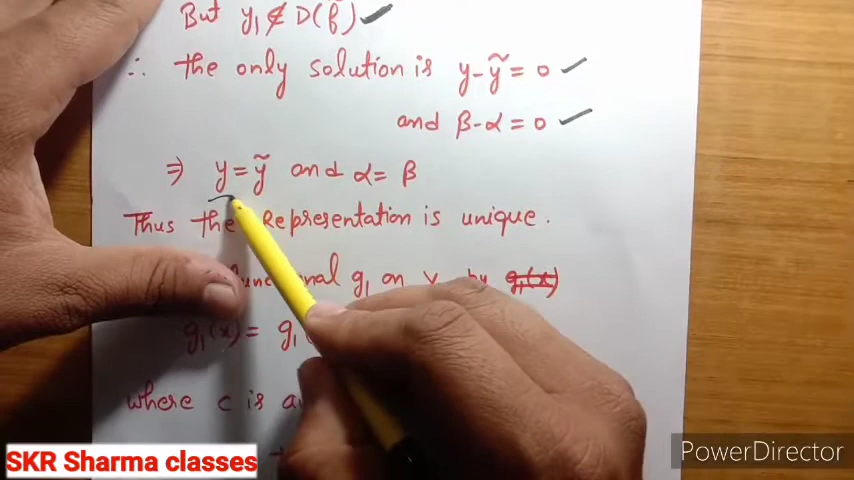 But y₁ ∉ D(f̃) ✓
∴ the only solution is y-ỹ = 0 ✓
and β-α = 0 ✓
⇒ y = ỹ and α = β
Thus the Representation is unique.
g₁ on by
g₁(x) = g₁
where c is
SKR Sharma classes
PowerDirector